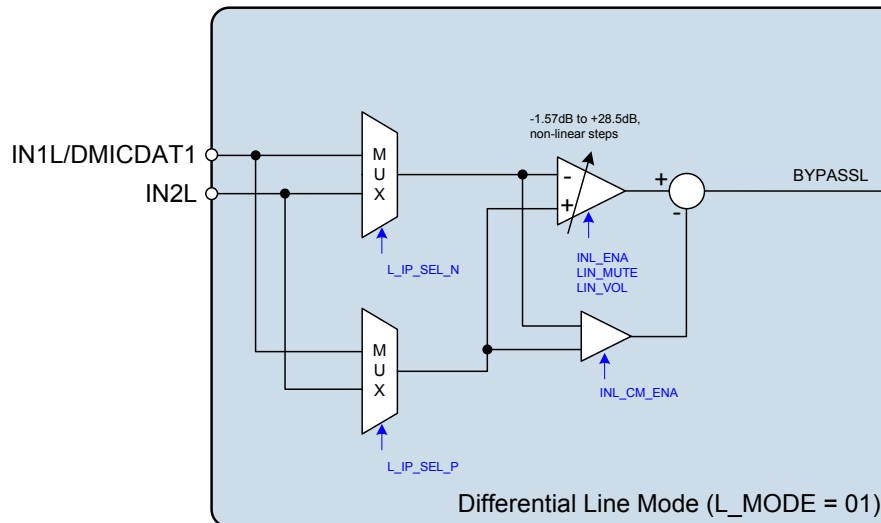 -1.57dB to +28.5dB,
non-linear steps
IN1L/DMICDAT1
IN2L
M
U
X
-
+
+
-
BYPASSL
L_IP_SEL_N
INL_ENA
LIN_MUTE
LIN_VOL
M
U
X
INL_CM_ENA
L_IP_SEL_P
Differential Line Mode (L_MODE = 01)